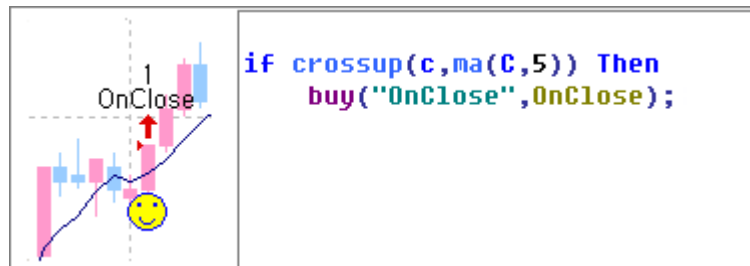 1
OnClose
if crossup(c,ma(C,5)) Then
buy("OnClose",OnClose);